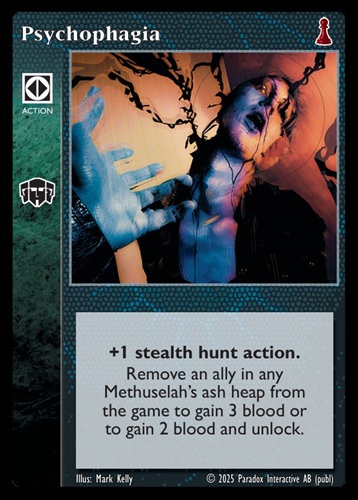 Psychophagia
ACTION
+1 stealth hunt action.
Remove an ally in any
Methuselah's ash heap from
the game to gain 3 blood or
to gain 2 blood and unlock.
Illus: Mark Kelly
© 2025 Paradox Interactive AB (publ)